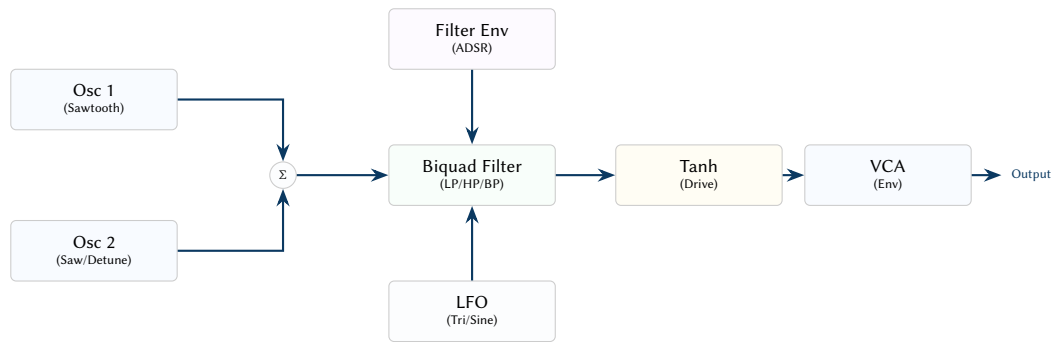 Filter Env
(ADSR)
Osc 1
(Sawtooth)
Σ
Biquad Filter
(LP/HP/BP)
Tanh
(Drive)
VCA
(Env)
Output
Osc 2
(Saw/Detune)
LFO
(Tri/Sine)